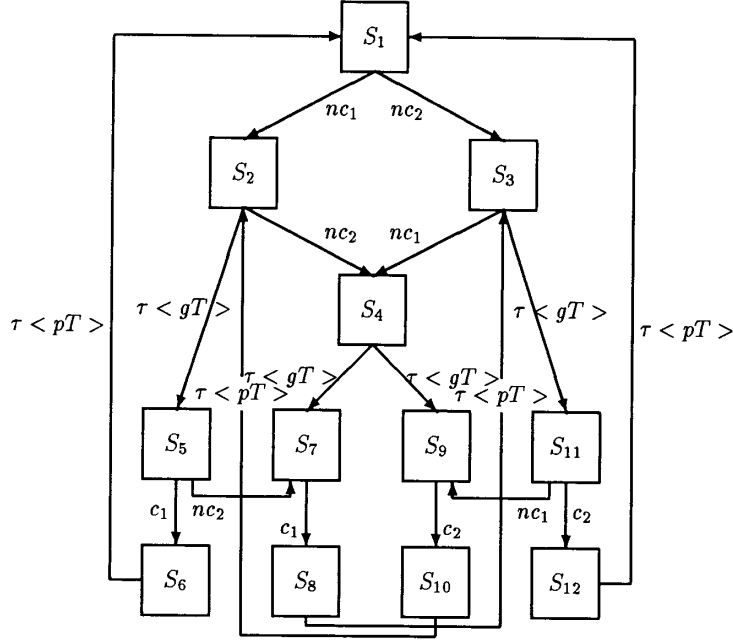 S1
nc1 nc2
S2 S3
nc2 nc1
τ < gT > S4 τ < gT >
τ < pT > τ < pT >
τ < gT > τ < gT >
τ < pT > τ < pT >
S5 S7 S9 S11
c1 nc2 c1 c2 nc1 c2
S6 S8 S10 S12